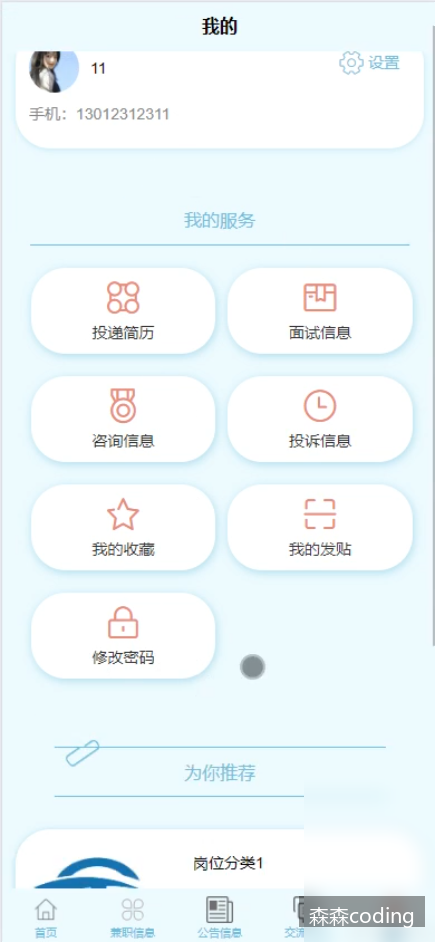 我的
11
设置
手机：13012312311
我的服务
投递简历
面试信息
咨询信息
投诉信息
我的收藏
我的发贴
修改密码
为你推荐
岗位分类1
首页
兼职信息
公告信息
交流
森森coding